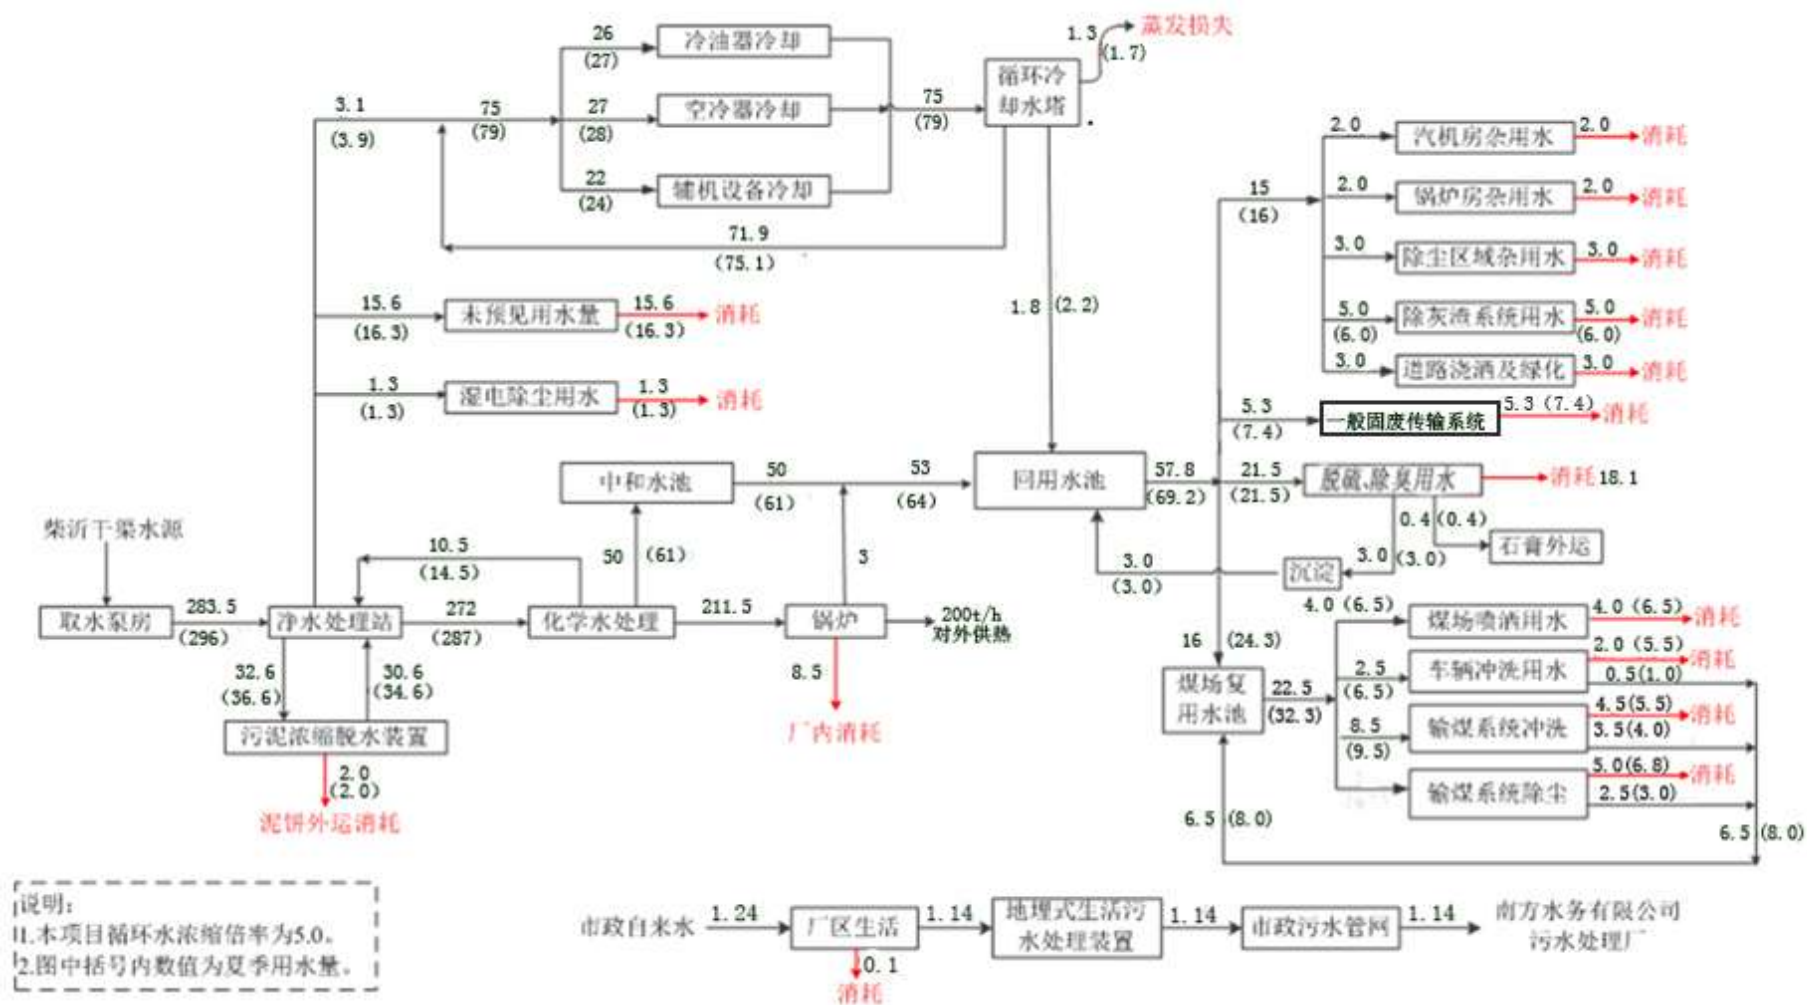 26
(27)
冷油器冷却
1.3
(1.7)
蒸发损失
循环冷
却水塔
3.1
(3.9)
75
(79)
27
(28)
空冷器冷却
75
(79)
22
(24)
辅机设备冷却
71.9
(75.1)
15.6
(16.3)
未预见用水量
15.6
(16.3)
消耗
1.3
(1.3)
湿电除尘用水
1.3
(1.3)
消耗
1.8 (2.2)
15
(16)
2.0
汽机房杂用水
2.0
消耗
2.0
锅炉房杂用水
2.0
消耗
3.0
除尘区域杂用水
3.0
消耗
5.0
(6.0)
除灰渣系统用水
5.0
(6.0)
消耗
3.0
道路浇洒及绿化
3.0
消耗
5.3
(7.4)
一般固废传输系统
5.3 (7.4)
消耗
中和水池
50
(61)
53
(64)
回用水池
57.8
(69.2)
21.5
(21.5)
脱硫、除臭用水
消耗 18.1
0.4 (0.4)
石膏外运
3.0 (3.0)
沉淀
3.0
(3.0)
柴沂干渠水源
10.5
(14.5)
50 (61)
3
取水泵房
283.5
(296)
净水处理站
272
(287)
化学水处理
211.5
锅炉
200t/h
对外供热
8.5
厂内消耗
32.6
(36.6)
30.6
(34.6)
污泥浓缩脱水装置
2.0
(2.0)
泥饼外运消耗
16 (24.3)
煤场复
用水池
22.5
(32.3)
4.0 (6.5)
煤场喷洒用水
4.0 (6.5)
消耗
2.5
(6.5)
车辆冲洗用水
2.0 (5.5)
消耗
0.5(1.0)
8.5
(9.5)
输煤系统冲洗
4.5(5.5)
消耗
3.5(4.0)
输煤系统除尘
5.0(6.8)
消耗
2.5(3.0)
6.5 (8.0)
6.5 (8.0)
说明:
1.本项目循环水浓缩倍率为5.0。
2.图中括号内数值为夏季用水量。
市政自来水
1.24
厂区生活
1.14
地埋式生活污
水处理装置
1.14
市政污水管网
1.14
南方水务有限公司
污水处理厂
0.1
消耗